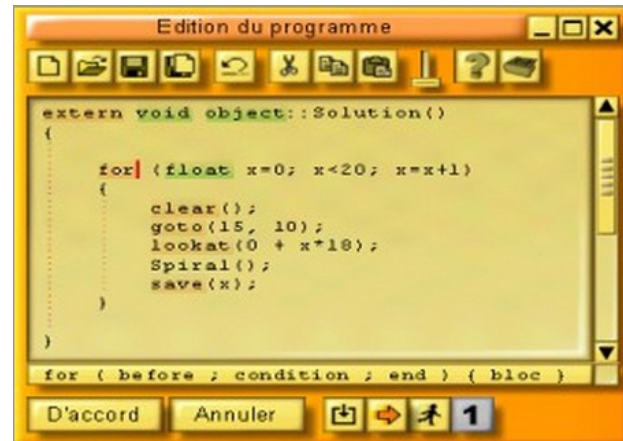 Edition du programme
extern void object::Solution()
{
for (float x=0; x<20; x=x+1)
{
clear();
goto(15, 10);
lookat(0 + x*18);
Spiral();
save(x);
}
}
for ( before ; condition ; end ) { bloc }
D'accord Annuler 1